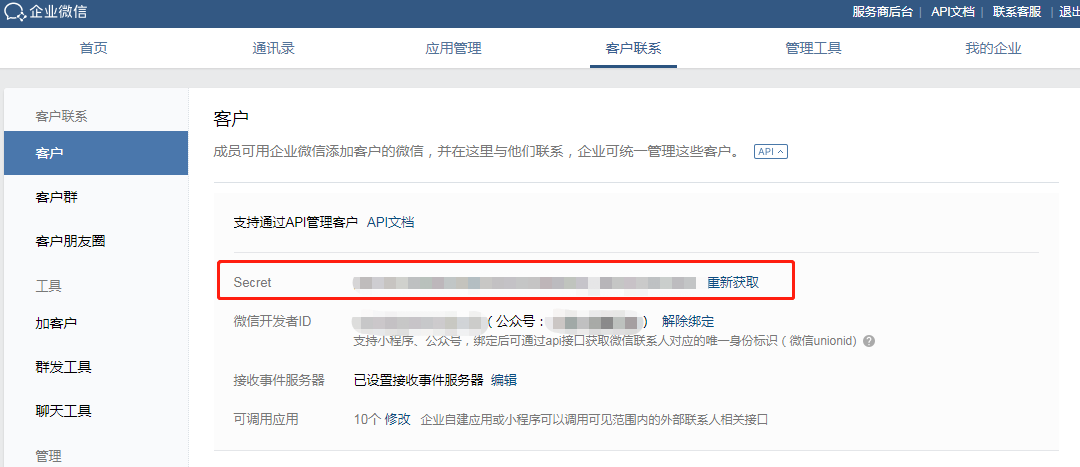 企业微信 服务商后台 | API文档 | 联系客服 | 退出
首页 通讯录 应用管理 客户联系 管理工具 我的企业
客户联系
客户
客户群
客户朋友圈
工具
加客户
群发工具
聊天工具
管理
客户
成员可用企业微信添加客户的微信，并在这里与他们联系，企业可统一管理这些客户。 API
支持通过API管理客户 API文档
Secret 重新获取
微信开发者ID （公众号： ） 解除绑定
支持小程序、公众号，绑定后可通过api接口获取微信联系人对应的唯一身份标识（微信unionid） ?
接收事件服务器 已设置接收事件服务器 编辑
可调用应用 10个 修改 企业自建应用或小程序可以调用可见范围内的外部联系人相关接口